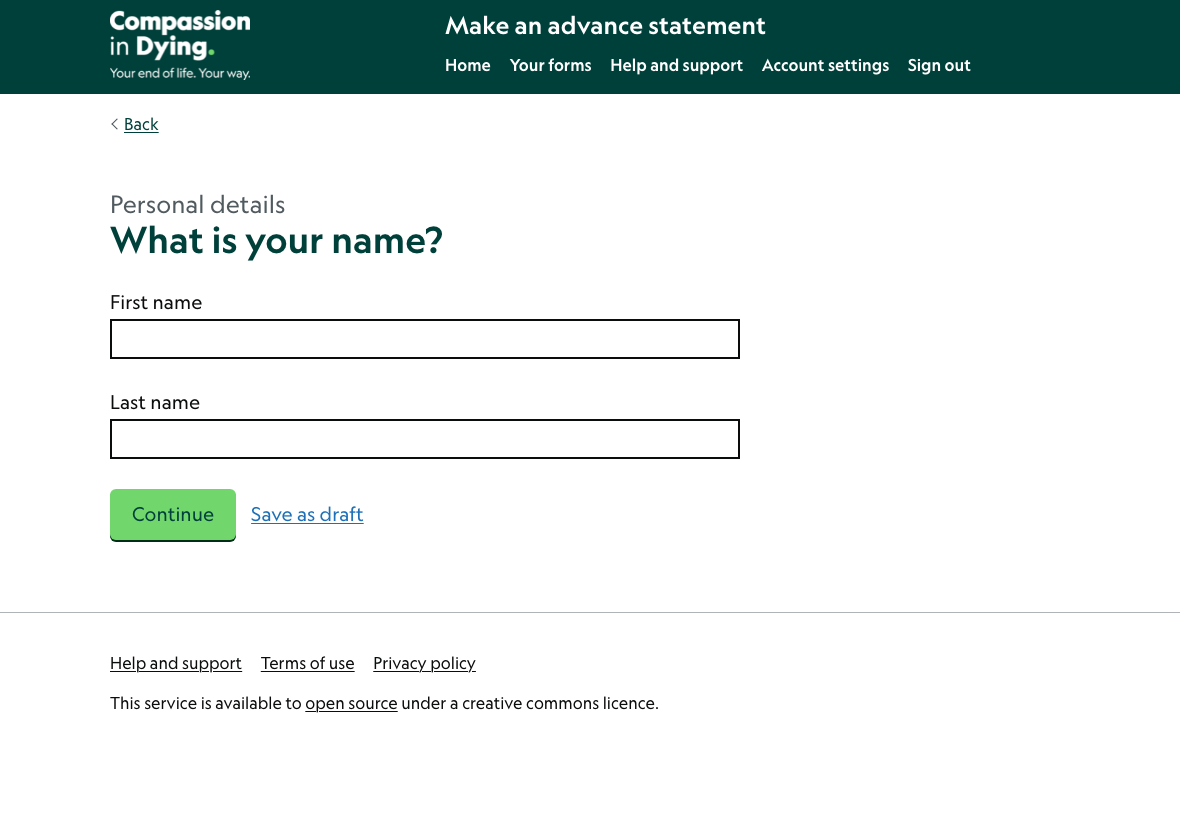 Compassion
in Dying.
Your end of life. Your way.
Make an advance statement
Home Your forms Help and support Account settings Sign out
Back
Personal details
What is your name?
First name
Last name
Continue Save as draft
Help and support Terms of use Privacy policy
This service is available to open source under a creative commons licence.